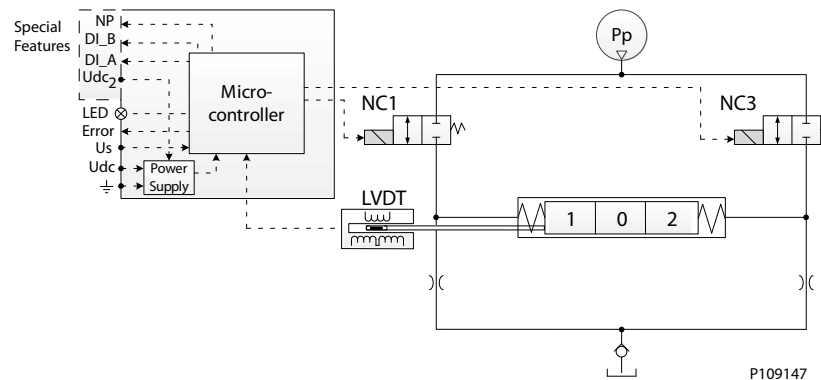 Special
Features
NP
DI_B
DI_A
Udc2
LED
Error
Us
Udc
Micro-
controller
Power
Supply
Pp
NC1
NC3
LVDT
1 0 2
P109147